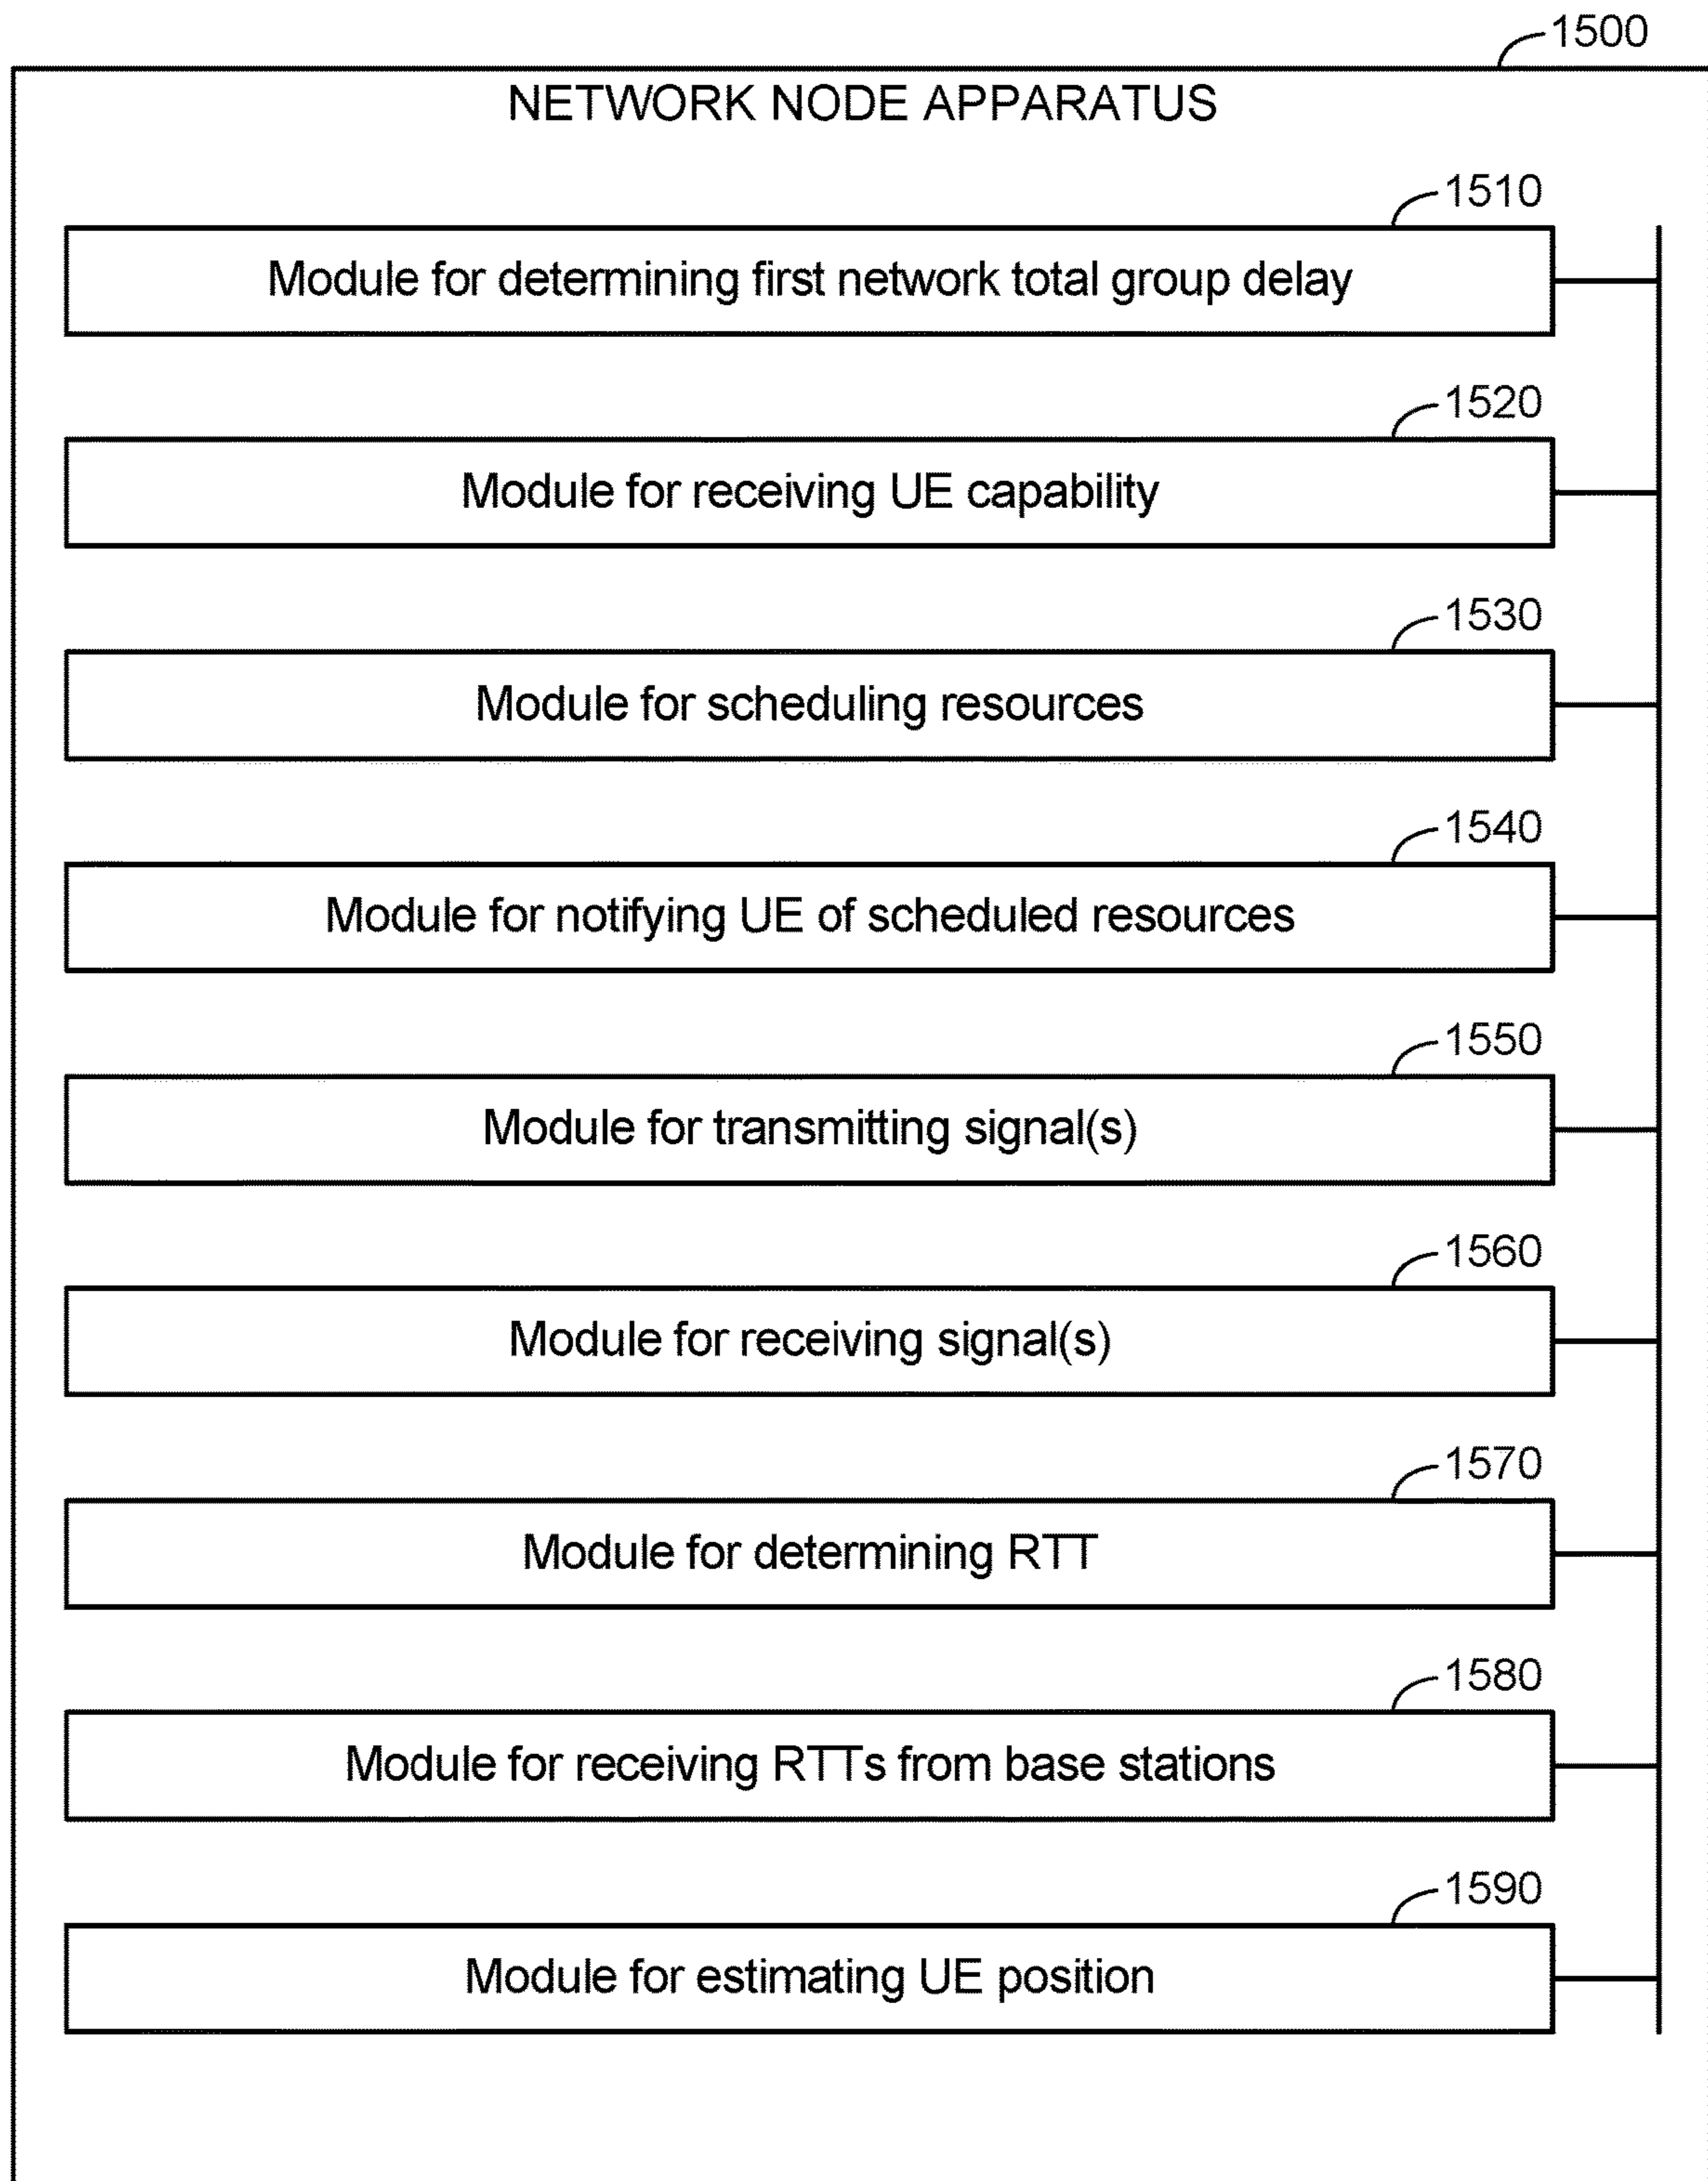 1500
NETWORK NODE APPARATUS
1510
Module for determining first network total group delay
1520
Module for receiving UE capability
1530
Module for scheduling resources
1540
Module for notifying UE of scheduled resources
1550
Module for transmitting signal(s)
1560
Module for receiving signal(s)
1570
Module for determining RTT
1580
Module for receiving RTTs from base stations
1590
Module for estimating UE position